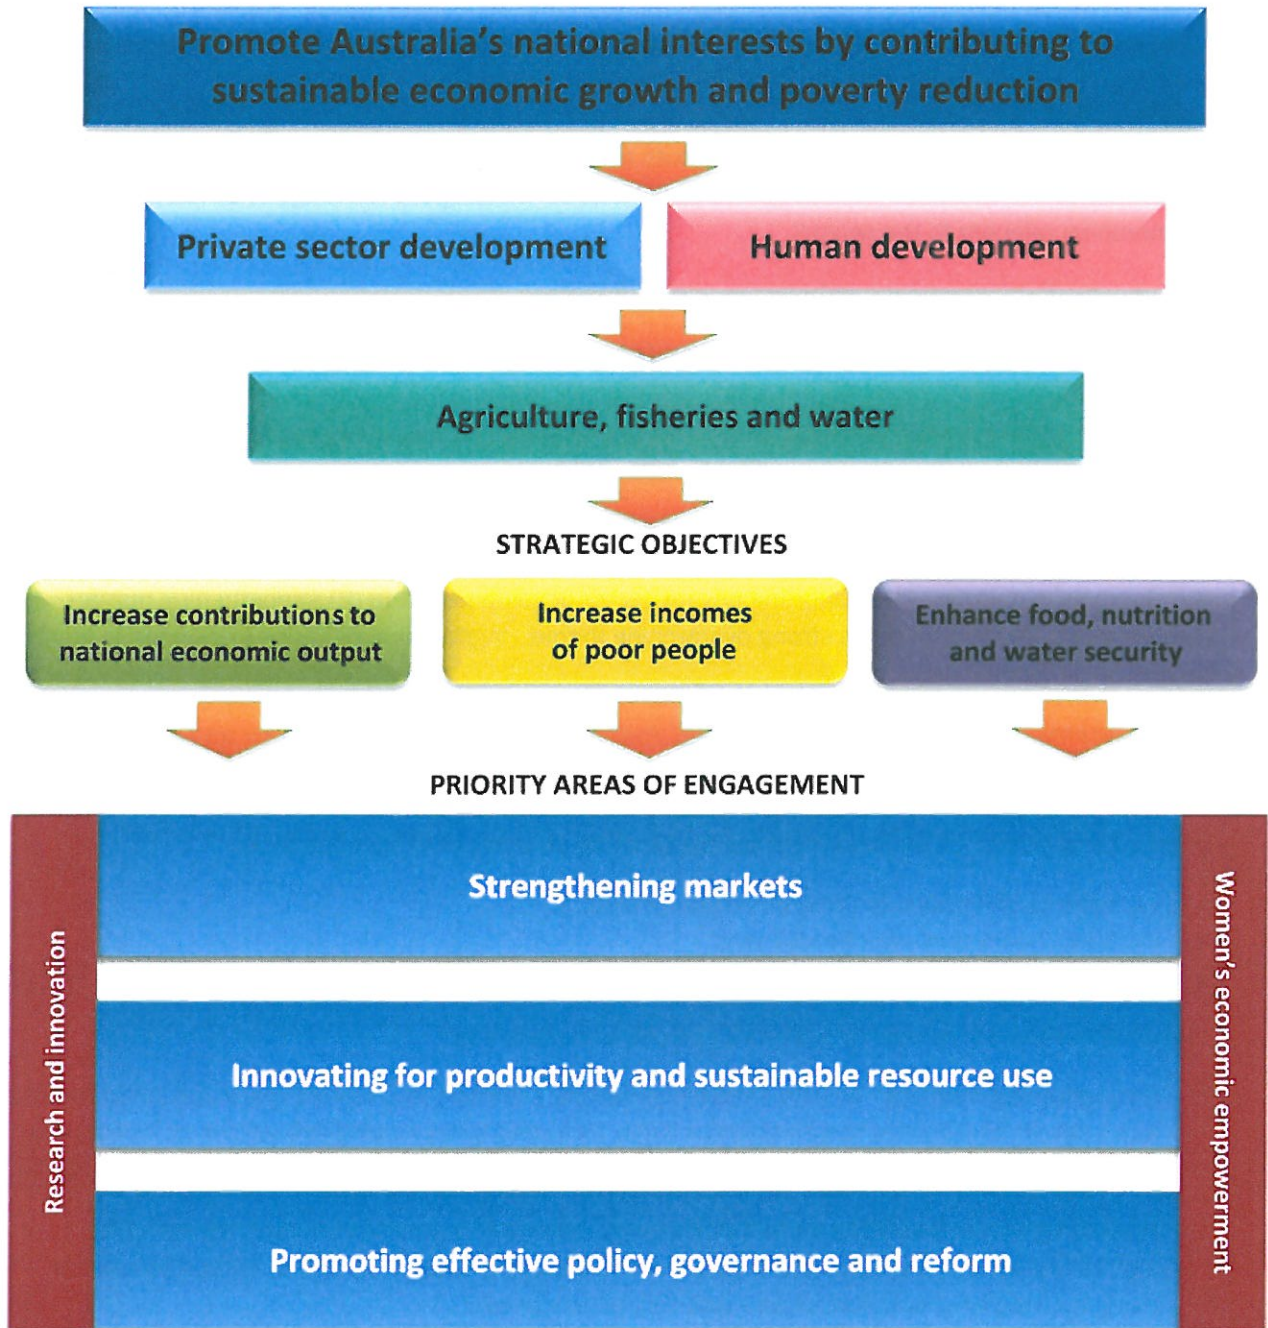 Promote Australia's national interests by contributing to
sustainable economic growth and poverty reduction
Private sector development
Human development
Agriculture, fisheries and water
STRATEGIC OBJECTIVES
Increase contributions to
national economic output
Increase incomes
of poor people
Enhance food, nutrition
and water security
PRIORITY AREAS OF ENGAGEMENT
Research and innovation
Strengthening markets
Innovating for productivity and sustainable resource use
Promoting effective policy, governance and reform
Women's economic empowerment